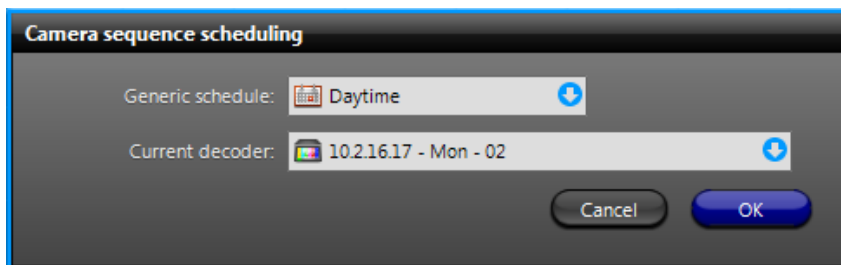 Camera sequence scheduling
Generic schedule: Daytime
Current decoder: 10.2.16.17 - Mon - 02
Cancel OK